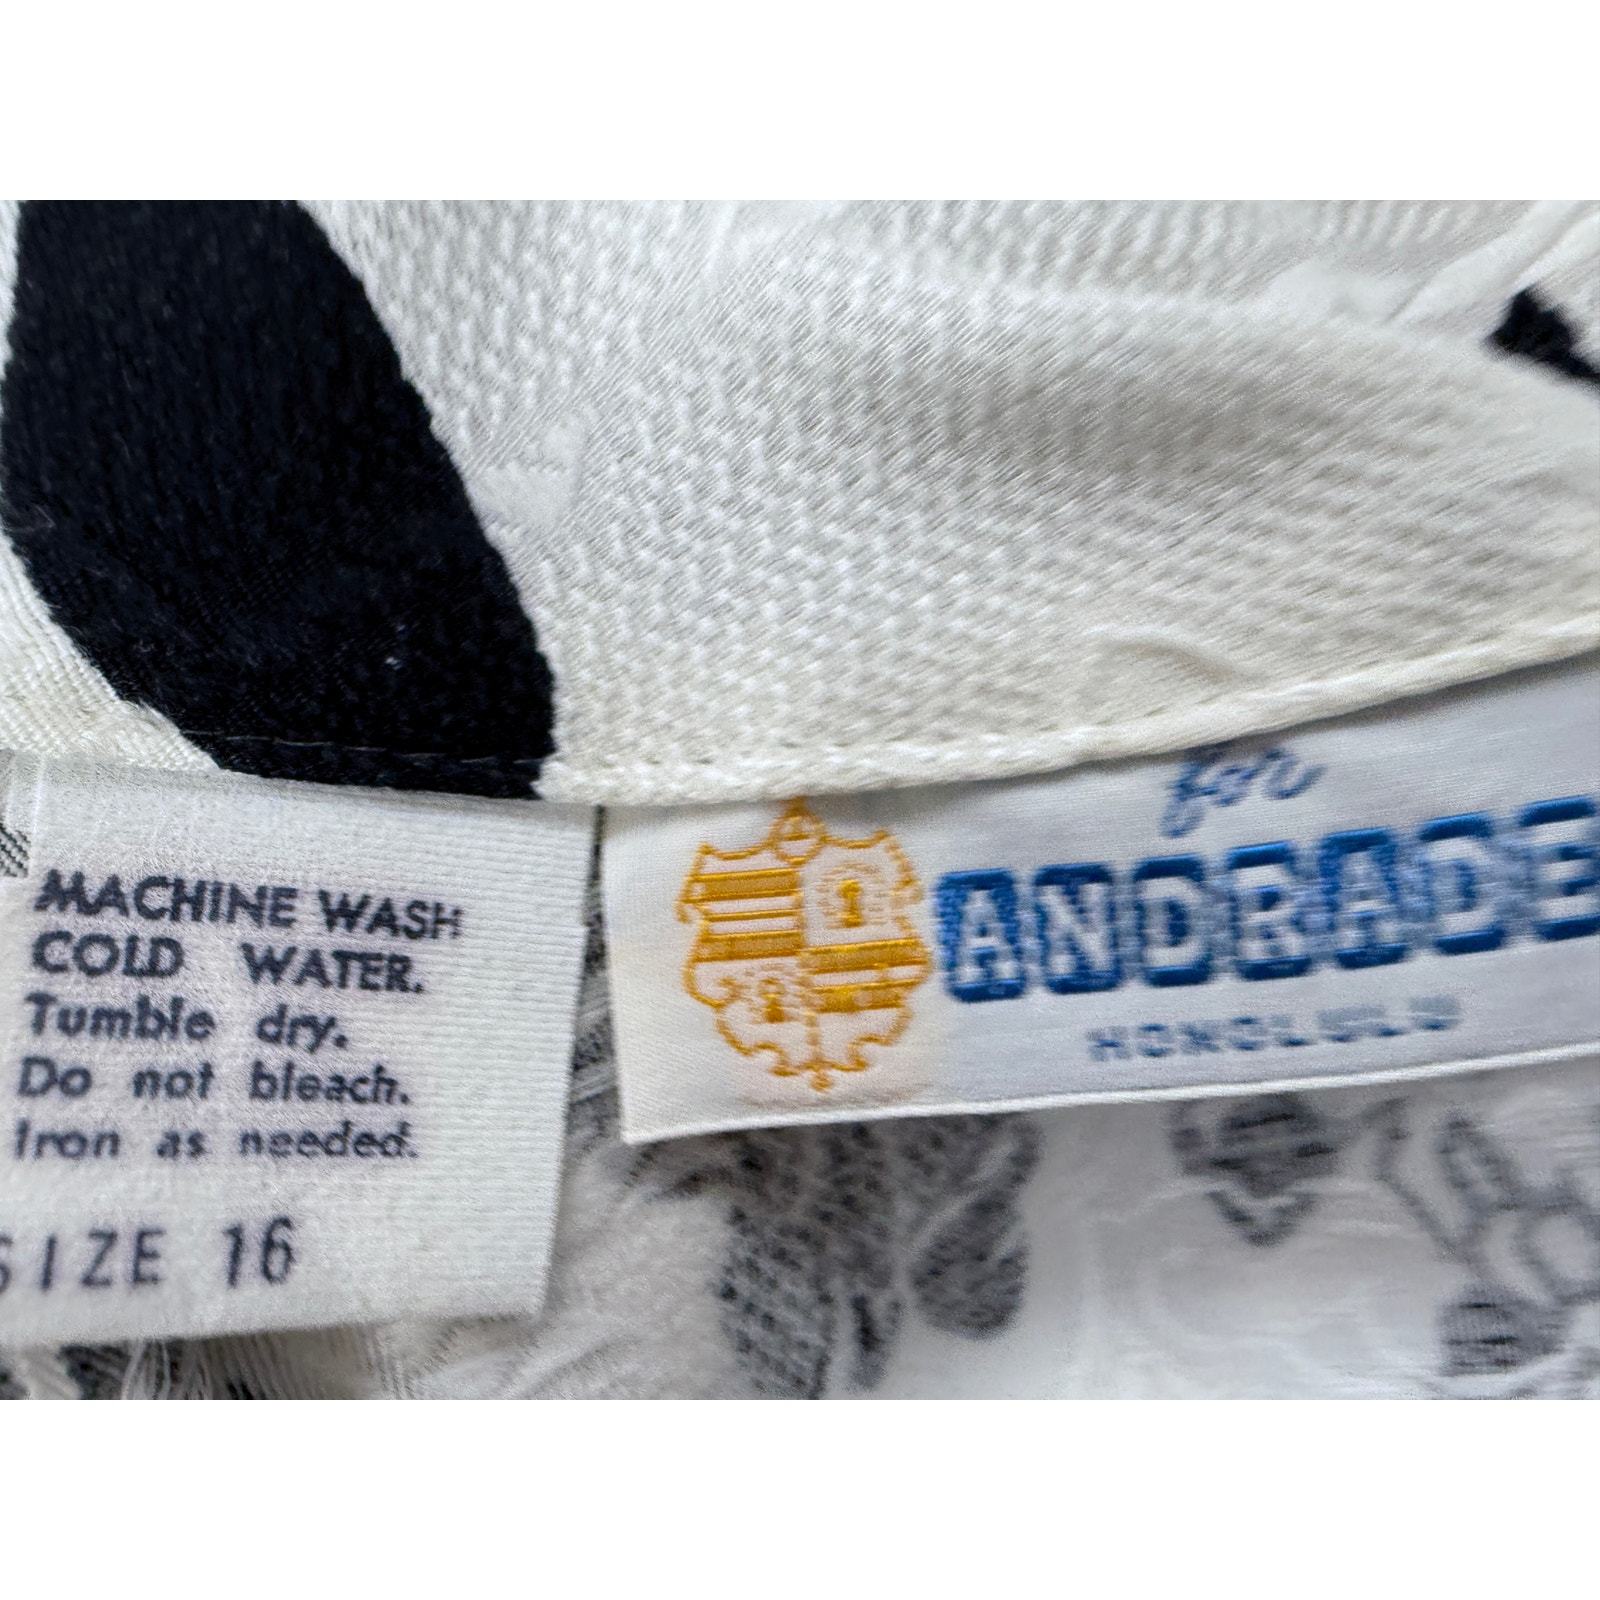 MACHINE WASH
COLD WATER.
Tumble dry.
Do not bleach.
Iron as needed.
SIZE 16
for
ANDRADE
HONOLULU